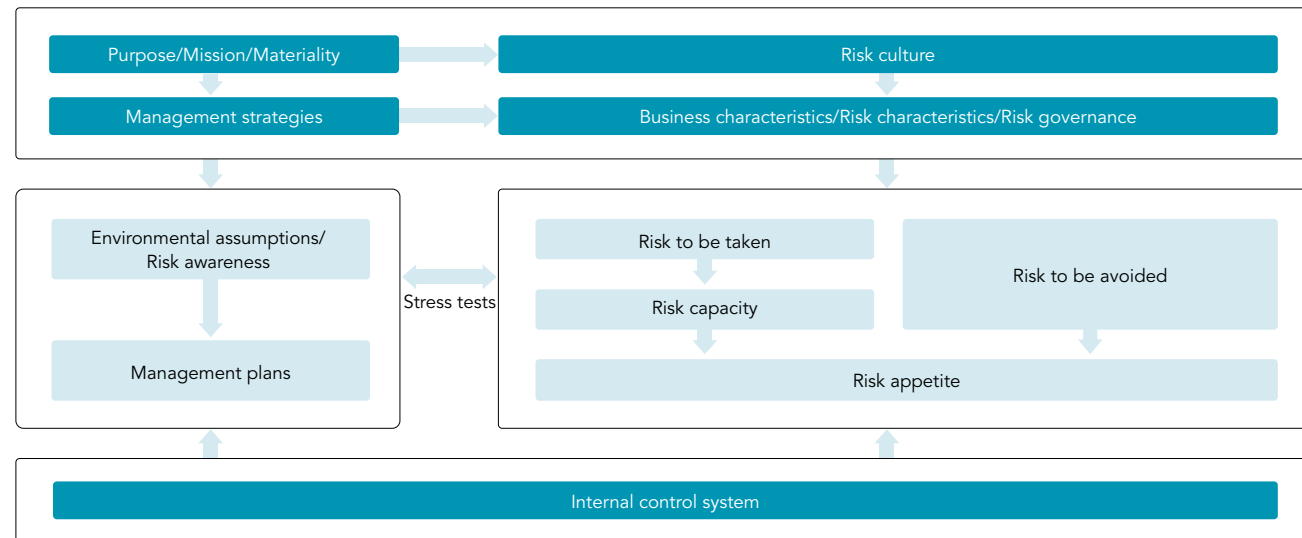 Purpose/Mission/Materiality
Risk culture
Management strategies
Business characteristics/Risk characteristics/Risk governance
Environmental assumptions/
Risk awareness
Management plans
Stress tests
Risk to be taken
Risk capacity
Risk to be avoided
Risk appetite
Internal control system